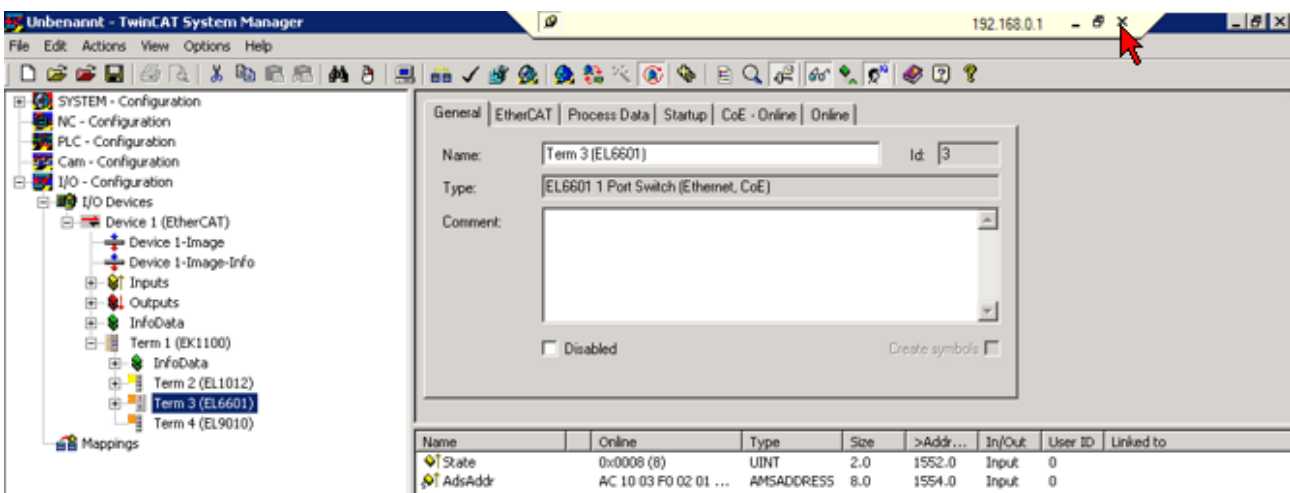 Unbenannt - TwinCAT System Manager
192.168.0.1
File Edit Actions View Options Help
SYSTEM - Configuration
NC - Configuration
PLC - Configuration
Cam - Configuration
I/O - Configuration
I/O Devices
Device 1 (EtherCAT)
Device 1-Image
Device 1-Image-Info
Inputs
Outputs
InfoData
Term 1 (EK1100)
InfoData
Term 2 (EL1012)
Term 3 (EL6601)
Term 4 (EL9010)
Mappings
General EtherCAT Process Data Startup CoE - Online Online
Name: Term 3 (EL6601) Id: 3
Type: EL6601 1 Port Switch (Ethernet, CoE)
Comment:
Disabled Create symbols
Name Online Type Size >Addr... In/Out User ID Linked to
State 0x0008 (8) UINT 2.0 1552.0 Input 0
AdsAddr AC 10 03 F0 02 01 ... AMSADDRESS 8.0 1554.0 Input 0